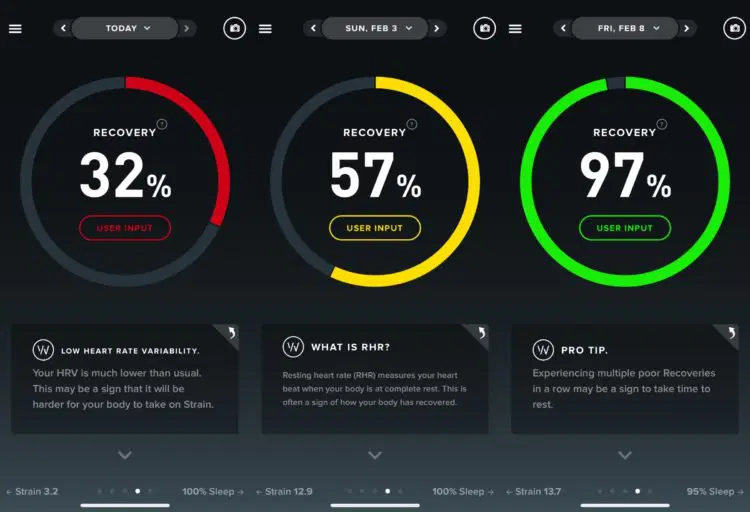 TODAY
RECOVERY ?
32%
USER INPUT
LOW HEART RATE VARIABILITY.
Your HRV is much lower than usual.
This may be a sign that it will be
harder for your body to take on Strain.
← Strain 3.2
100% Sleep →
SUN, FEB 3
RECOVERY ?
57%
USER INPUT
WHAT IS RHR?
Resting heart rate (RHR) measures your heart
beat when your body is at complete rest. This is
often a sign of how your body has recovered.
← Strain 12.9
100% Sleep →
FRI, FEB 8
RECOVERY ?
97%
USER INPUT
PRO TIP.
Experiencing multiple poor Recoveries
in a row may be a sign to take time to
rest.
← Strain 13.7
95% Sleep →